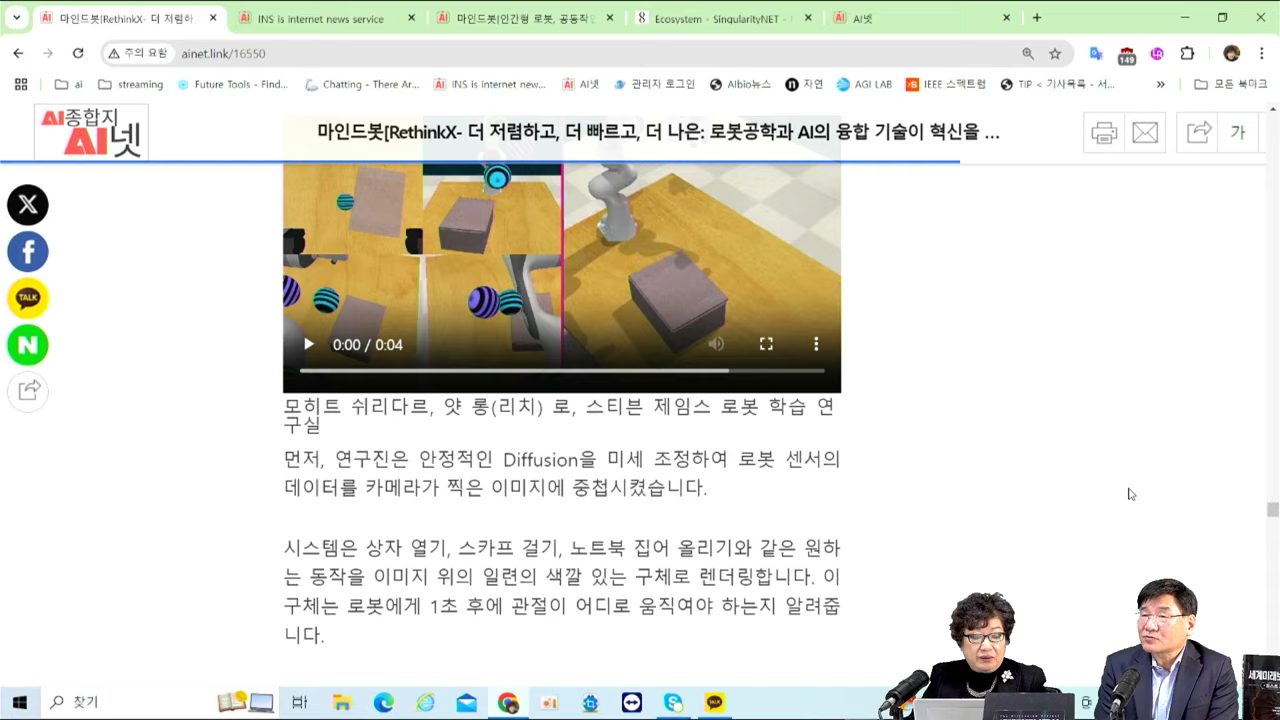 마인드봇[RethinkX- 더 저렴하
INS is internet news service
마인드봇[인간형 로봇, 공동작업
Ecosystem - SingularityNET -
AI넷
주의 요함
ainet.link/16550
149
ai
streaming
Future Tools - Find...
Chatting - There Ar...
INS is internet new...
AI넷
관리자 로그인
AIbio뉴스
자연
AGI LAB
IEEE 스펙트럼
TIP < 기사목록 - 서...
모든 북마크
AI종합지
AI넷
마인드봇[RethinkX- 더 저렴하고, 더 빠르고, 더 나은: 로봇공학과 AI의 융합 기술이 혁신을 ...
가
TALK
N
0:00 / 0:04
모히트 쉬리다르, 얏 롱(리치) 로, 스티븐 제임스 로봇 학습 연
구실
먼저, 연구진은 안정적인 Diffusion을 미세 조정하여 로봇 센서의
데이터를 카메라가 찍은 이미지에 중첩시켰습니다.
시스템은 상자 열기, 스카프 걸기, 노트북 집어 올리기와 같은 원하
는 동작을 이미지 위의 일련의 색깔 있는 구체로 렌더링합니다. 이
구체는 로봇에게 1초 후에 관절이 어디로 움직여야 하는지 알려줍
니다.
찾기
세계미래보